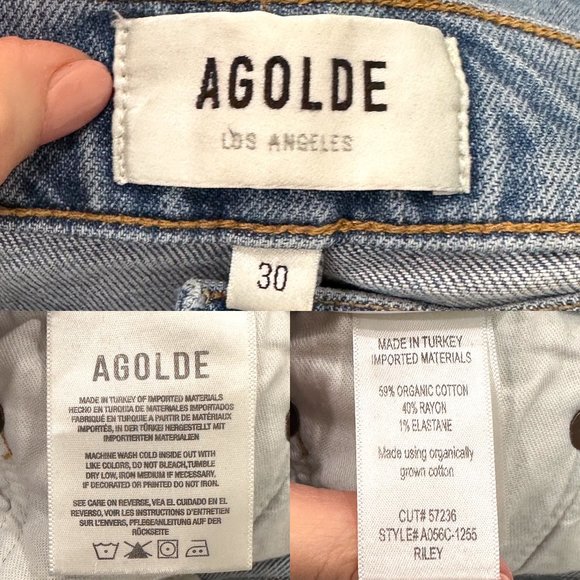 AGOLDE
LOS ANGELES
30
AGOLDE
MADE IN TURKEY OF IMPORTED MATERIALS
HECHO EN TURQUIA DE MATERIALES IMPORTADOS
FABRIQUÉ EN TURQUIE A PARTIR DE MATÉRIAUX
IMPORTÉS, IN DER TÜRKEI HERGESTELLT MIT
IMPORTIERTEN MATERIALIEN
MACHINE WASH COLD INSIDE OUT WITH
LIKE COLORS, DO NOT BLEACH,TUMBLE
DRY LOW, IRON MEDIUM IF NECESSARY.
IF DECORATED OR PRINTED DO NOT IRON.
SEE CARE ON REVERSE, VEA EL CUIDADO EN EL
REVERSO, VOIR LES INSTRUCTIONS D'ENTRETIEN
SUR L'ENVERS, PFLEGEANLEITUNG AUF DER
RÜCKSEITE
MADE IN TURKEY
IMPORTED MATERIALS
59% ORGANIC COTTON
40% RAYON
1% ELASTAVE
Made using organically
grown cotton
CUT# 57236
STYLE# A056C-1255
RILEY